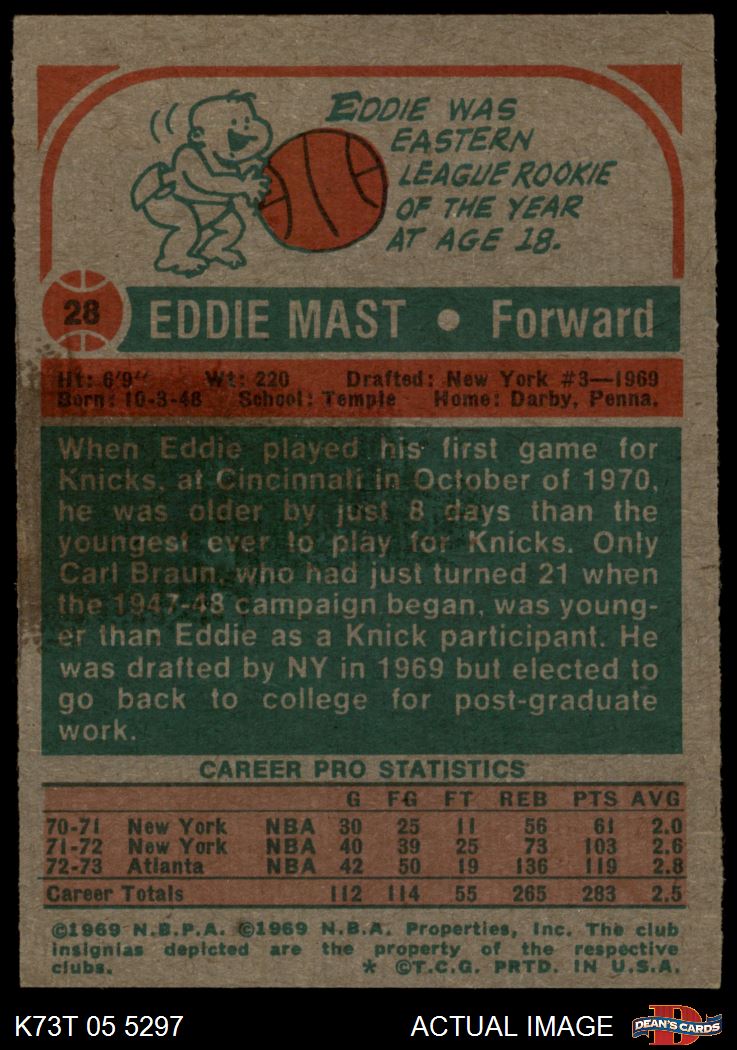 EDDIE WAS
EASTERN
LEAGUE ROOKIE
OF THE YEAR
AT AGE 18.
28 EDDIE MAST • Forward
Ht: 6'9" Wt: 220 Drafted: New York #3—1969
Born: 10-3-48 School: Temple Home: Darby, Penna.
When Eddie played his first game for
Knicks, at Cincinnati in October of 1970,
he was older by just 8 days than the
youngest ever to play for Knicks. Only
Carl Braun, who had just turned 21 when
the 1947-48 campaign began, was young-
er than Eddie as a Knick participant. He
was drafted by NY in 1969 but elected to
go back to college for post-graduate
work.
CAREER PRO STATISTICS
G FG FT REB PTS AVG
70-71 New York NBA 30 25 11 56 61 2.0
71-72 New York NBA 40 39 25 73 103 2.6
72-73 Atlanta NBA 42 50 19 136 119 2.8
Career Totals 112 114 55 265 283 2.5
©1969 N.B.P.A. ©1969 N.B.A. Properties, Inc. The club
insignias depicted are the property of the respective
clubs. * ©T.C.G. PRTD. IN U.S.A.
K73T 05 5297 ACTUAL IMAGE D DEAN'S CARDS